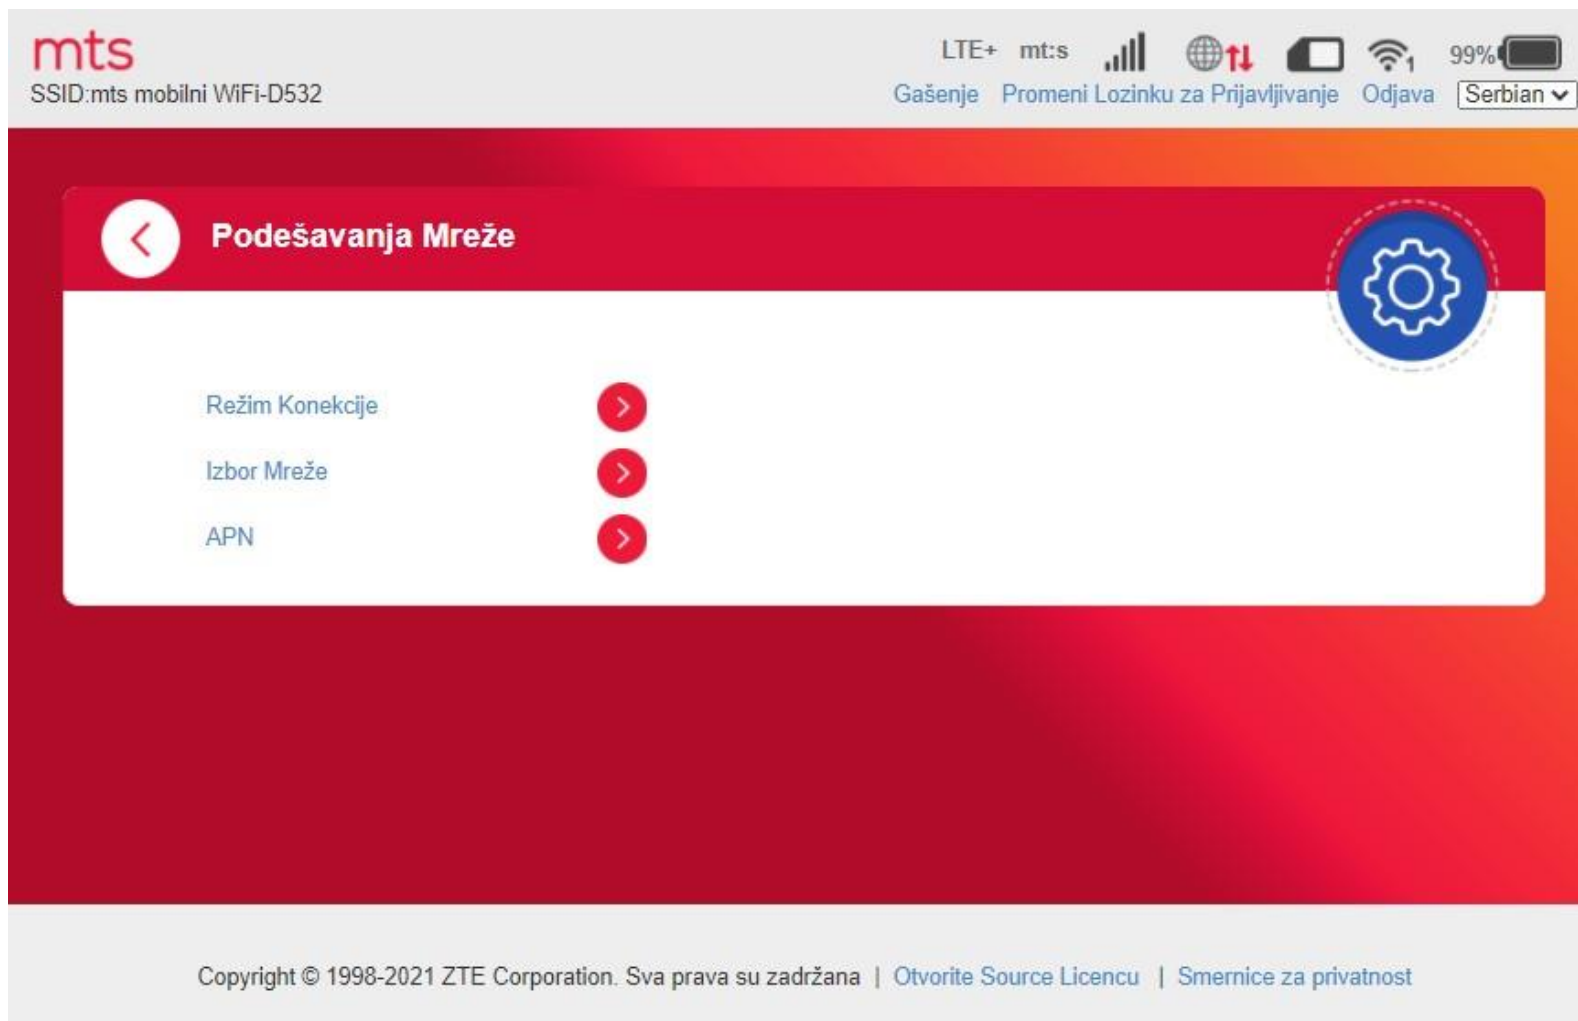 mts
LTE+ mt:s 1 99%
SSID:mts mobilni WiFi-D532
Gašenje Promeni Lozinku za Prijavljivanje Odjava Serbian
Podešavanja Mreže
Režim Konekcije
Izbor Mreže
APN
Copyright © 1998-2021 ZTE Corporation. Sva prava su zadržana | Otvorite Source Licencu | Smernice za privatnost